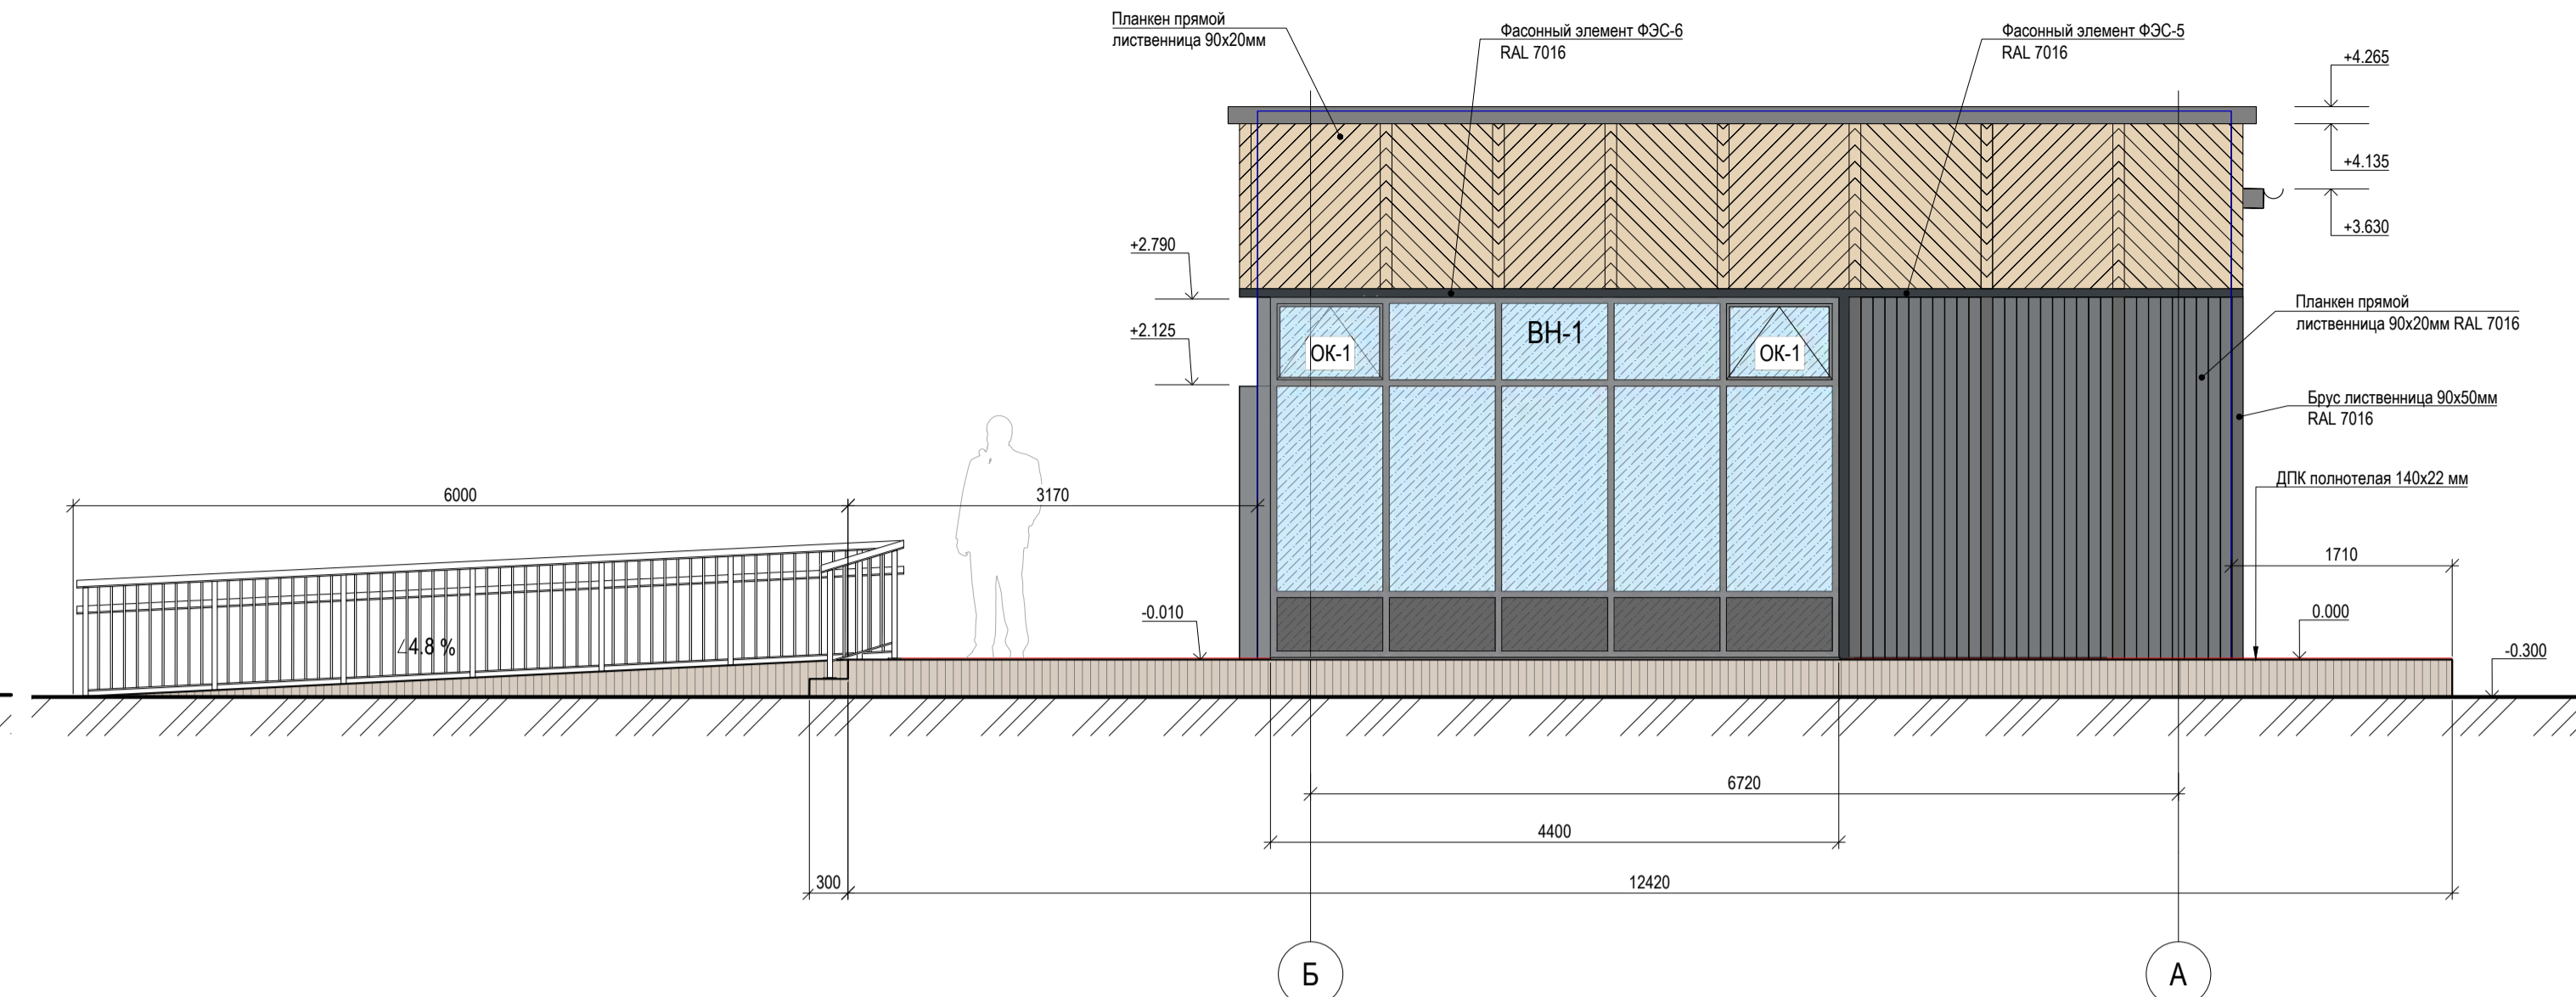 Планкен прямой
лиственница 90х20мм
Фасонный элемент ФЭС-6
RAL 7016
Фасонный элемент ФЭС-5
RAL 7016
+4.265
+4.135
+3.630
+2.790
+2.125
ОК-1
ВН-1
ОК-1
Планкен прямой
лиственница 90х20мм RAL 7016
Брус лиственница 90х50мм
RAL 7016
ДПК полнотелая 140х22 мм
6000
3170
1710
4.8 %
-0.010
0.000
-0.300
6720
4400
300
12420
Б
А